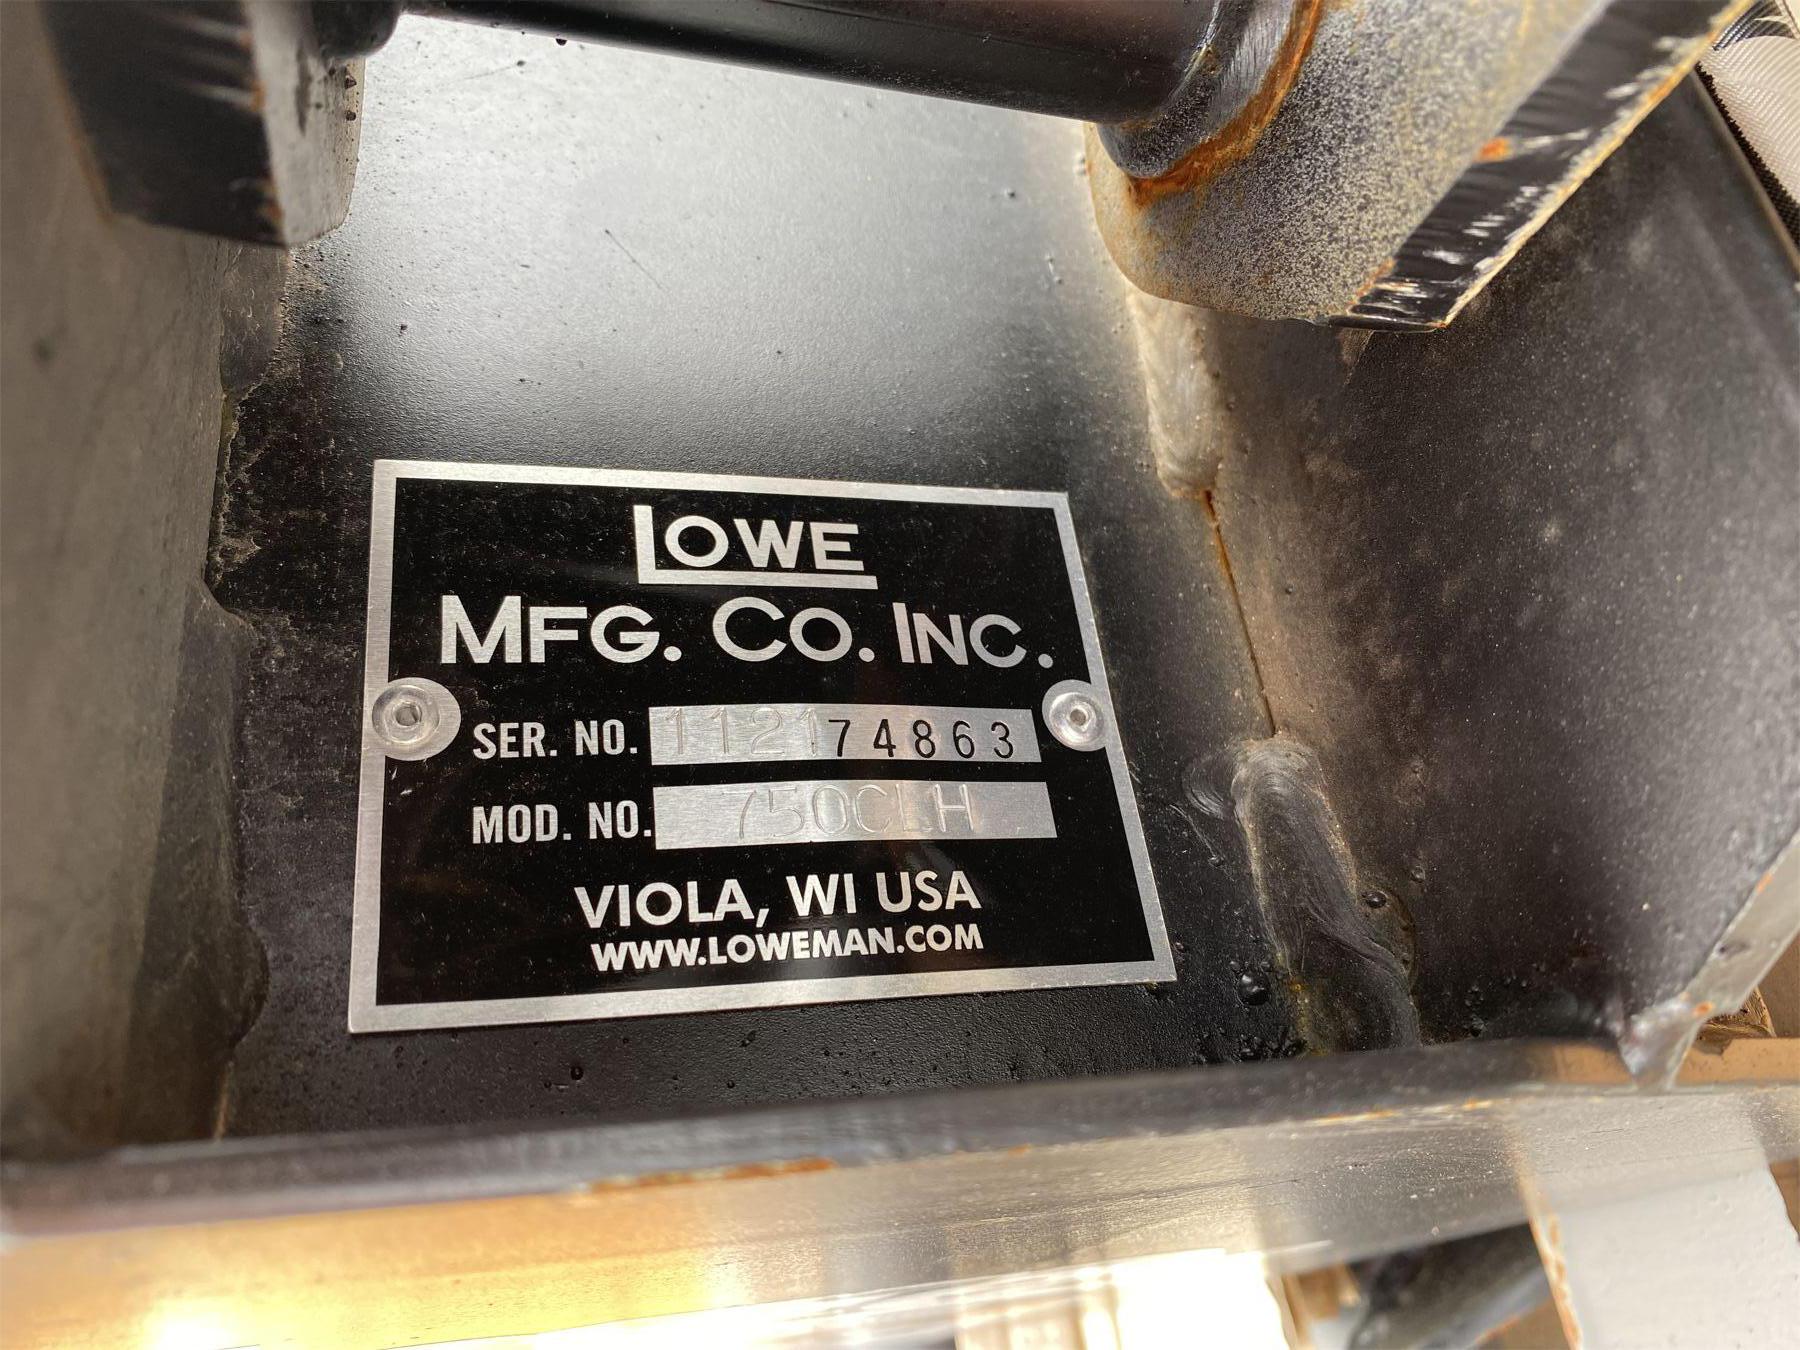 LOWE
MFG. CO. INC.
SER. NO. 112174863
MOD. NO. 750CLH
VIOLA, WI USA
WWW.LOWEMAN.COM